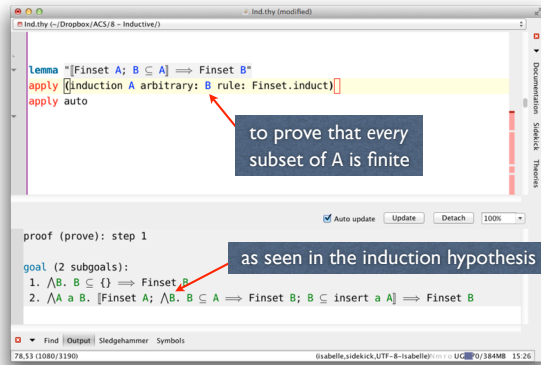 Ind.thy (modified)
Ind.thy (~/Dropbox/ACS/8 - Inductive/)
lemma "⟦Finset A; B ⊆ A⟧ ⟹ Finset B"
apply (induction A arbitrary: B rule: Finset.induct)
apply auto
to prove that every
subset of A is finite
Documentation
Sidekick
Theories
Auto update
Update
Detach
100%
proof (prove): step 1
as seen in the induction hypothesis
goal (2 subgoals):
1. ⋀B. B ⊆ {} ⟹ Finset B
2. ⋀A a B. ⟦Finset A; ⋀B. B ⊆ A ⟹ Finset B; B ⊆ insert a A⟧ ⟹ Finset B
Find Output Sledgehammer Symbols
78,53 (1080/3190)
(isabelle,sidekick,UTF-8-Isabelle)
UG
0/384MB
15:26